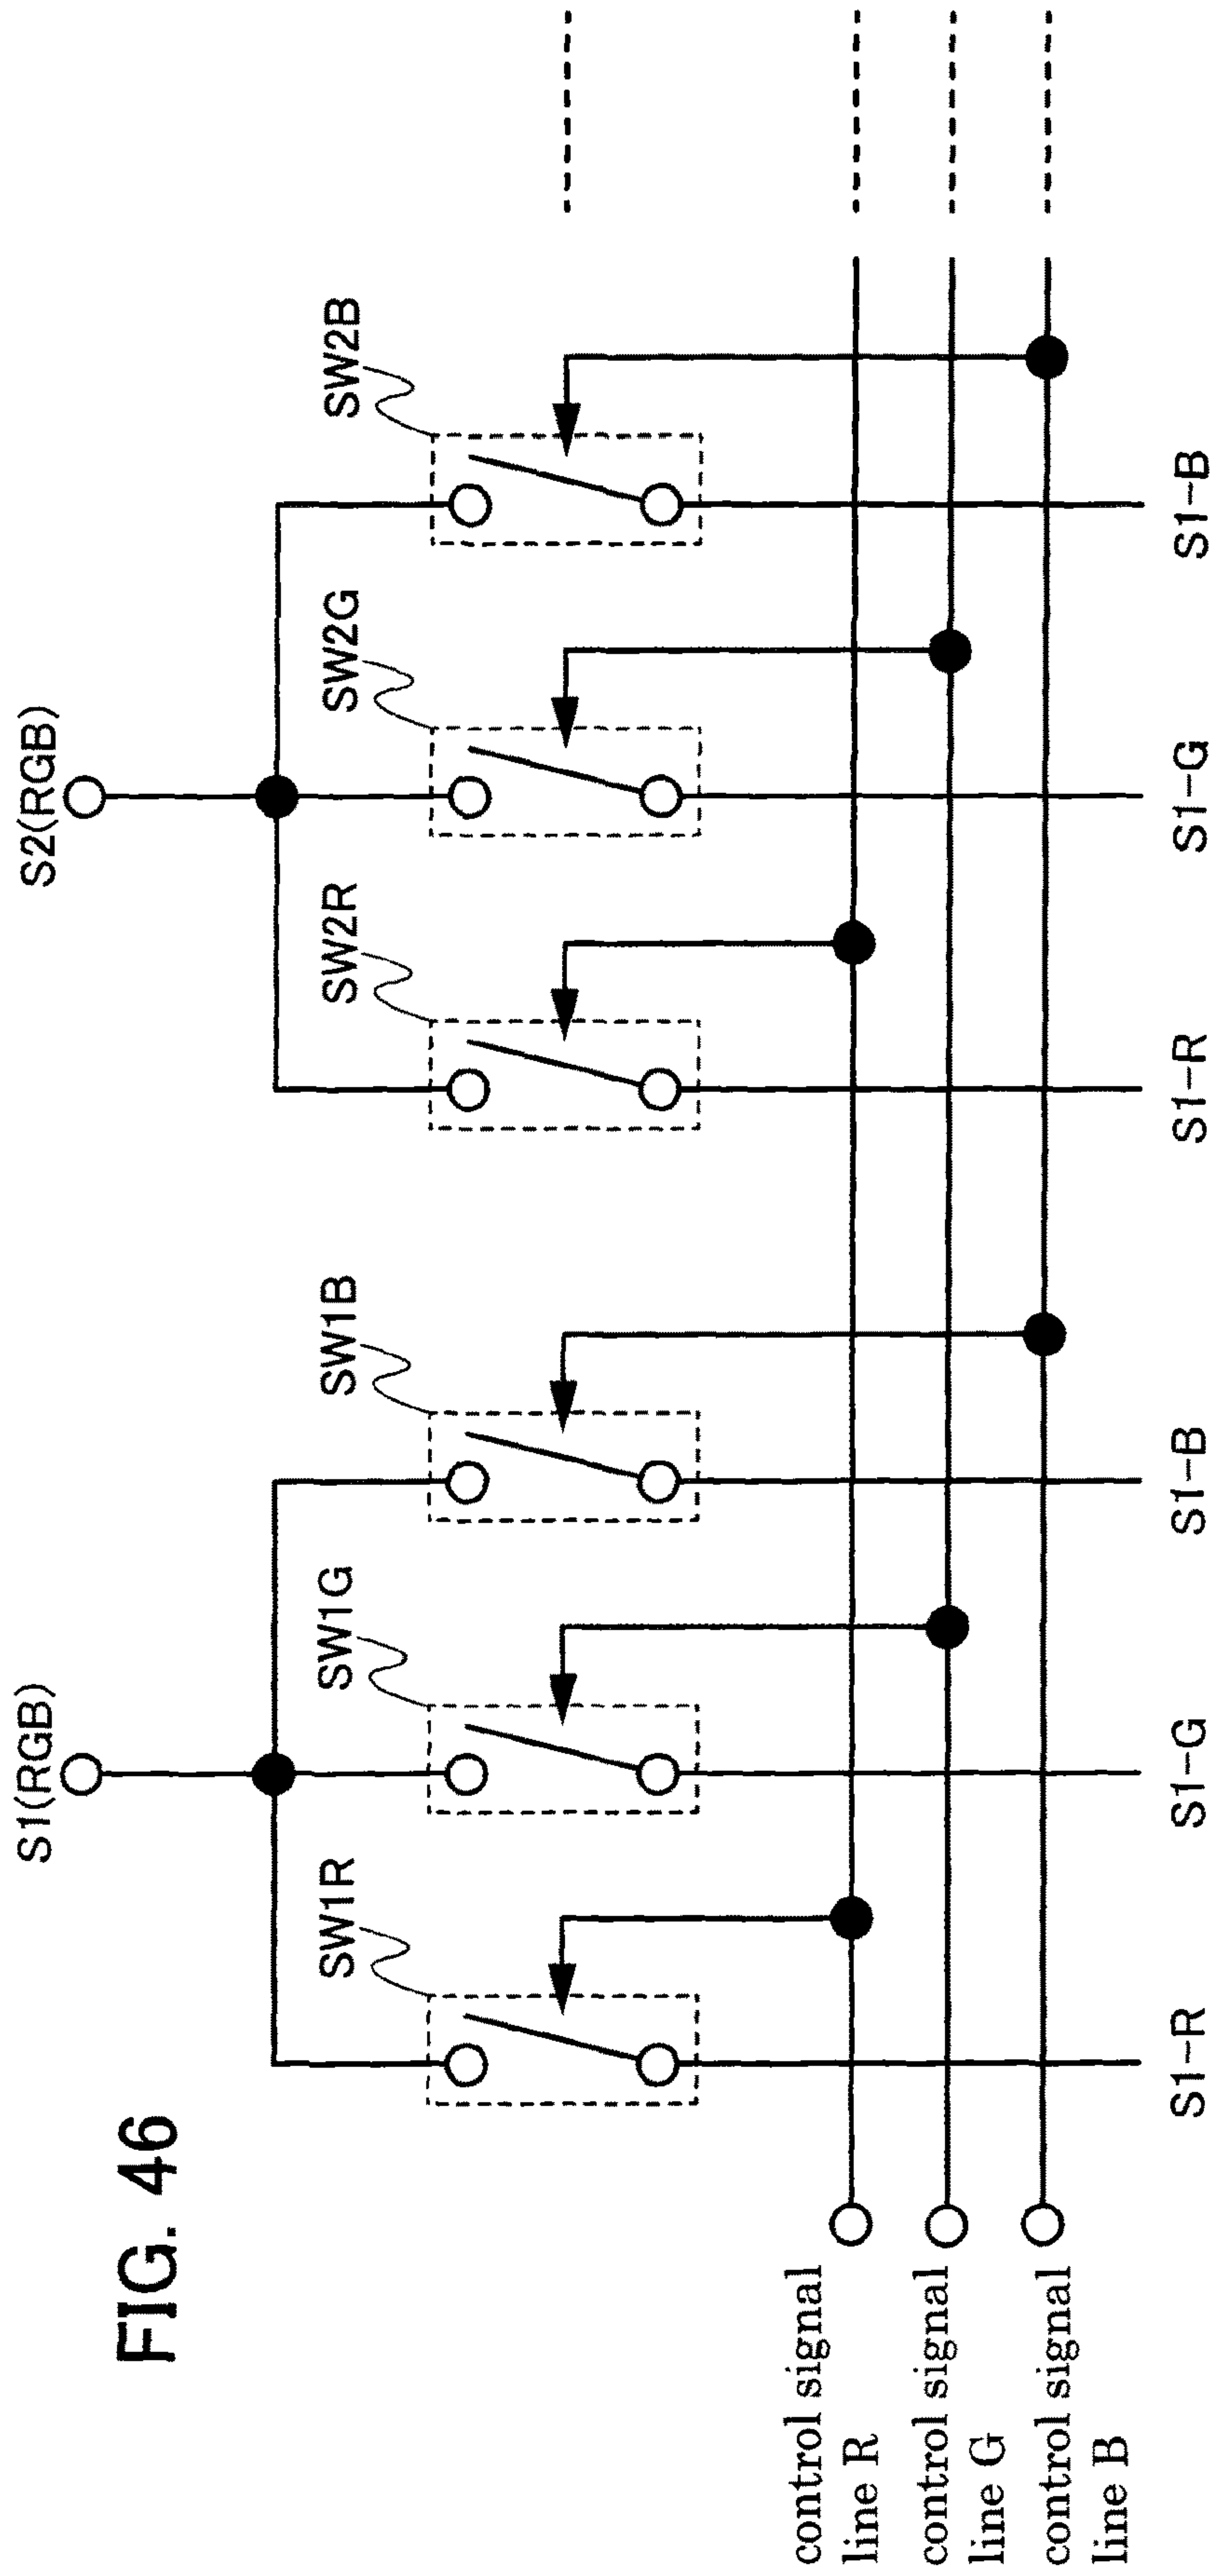 FIG. 46
S1(RGB)
S2(RGB)
SW1R
SW1G
SW1B
SW2R
SW2G
SW2B
control signal
line R
control signal
line G
control signal
line B
S1-R
S1-G
S1-B
S1-R
S1-G
S1-B